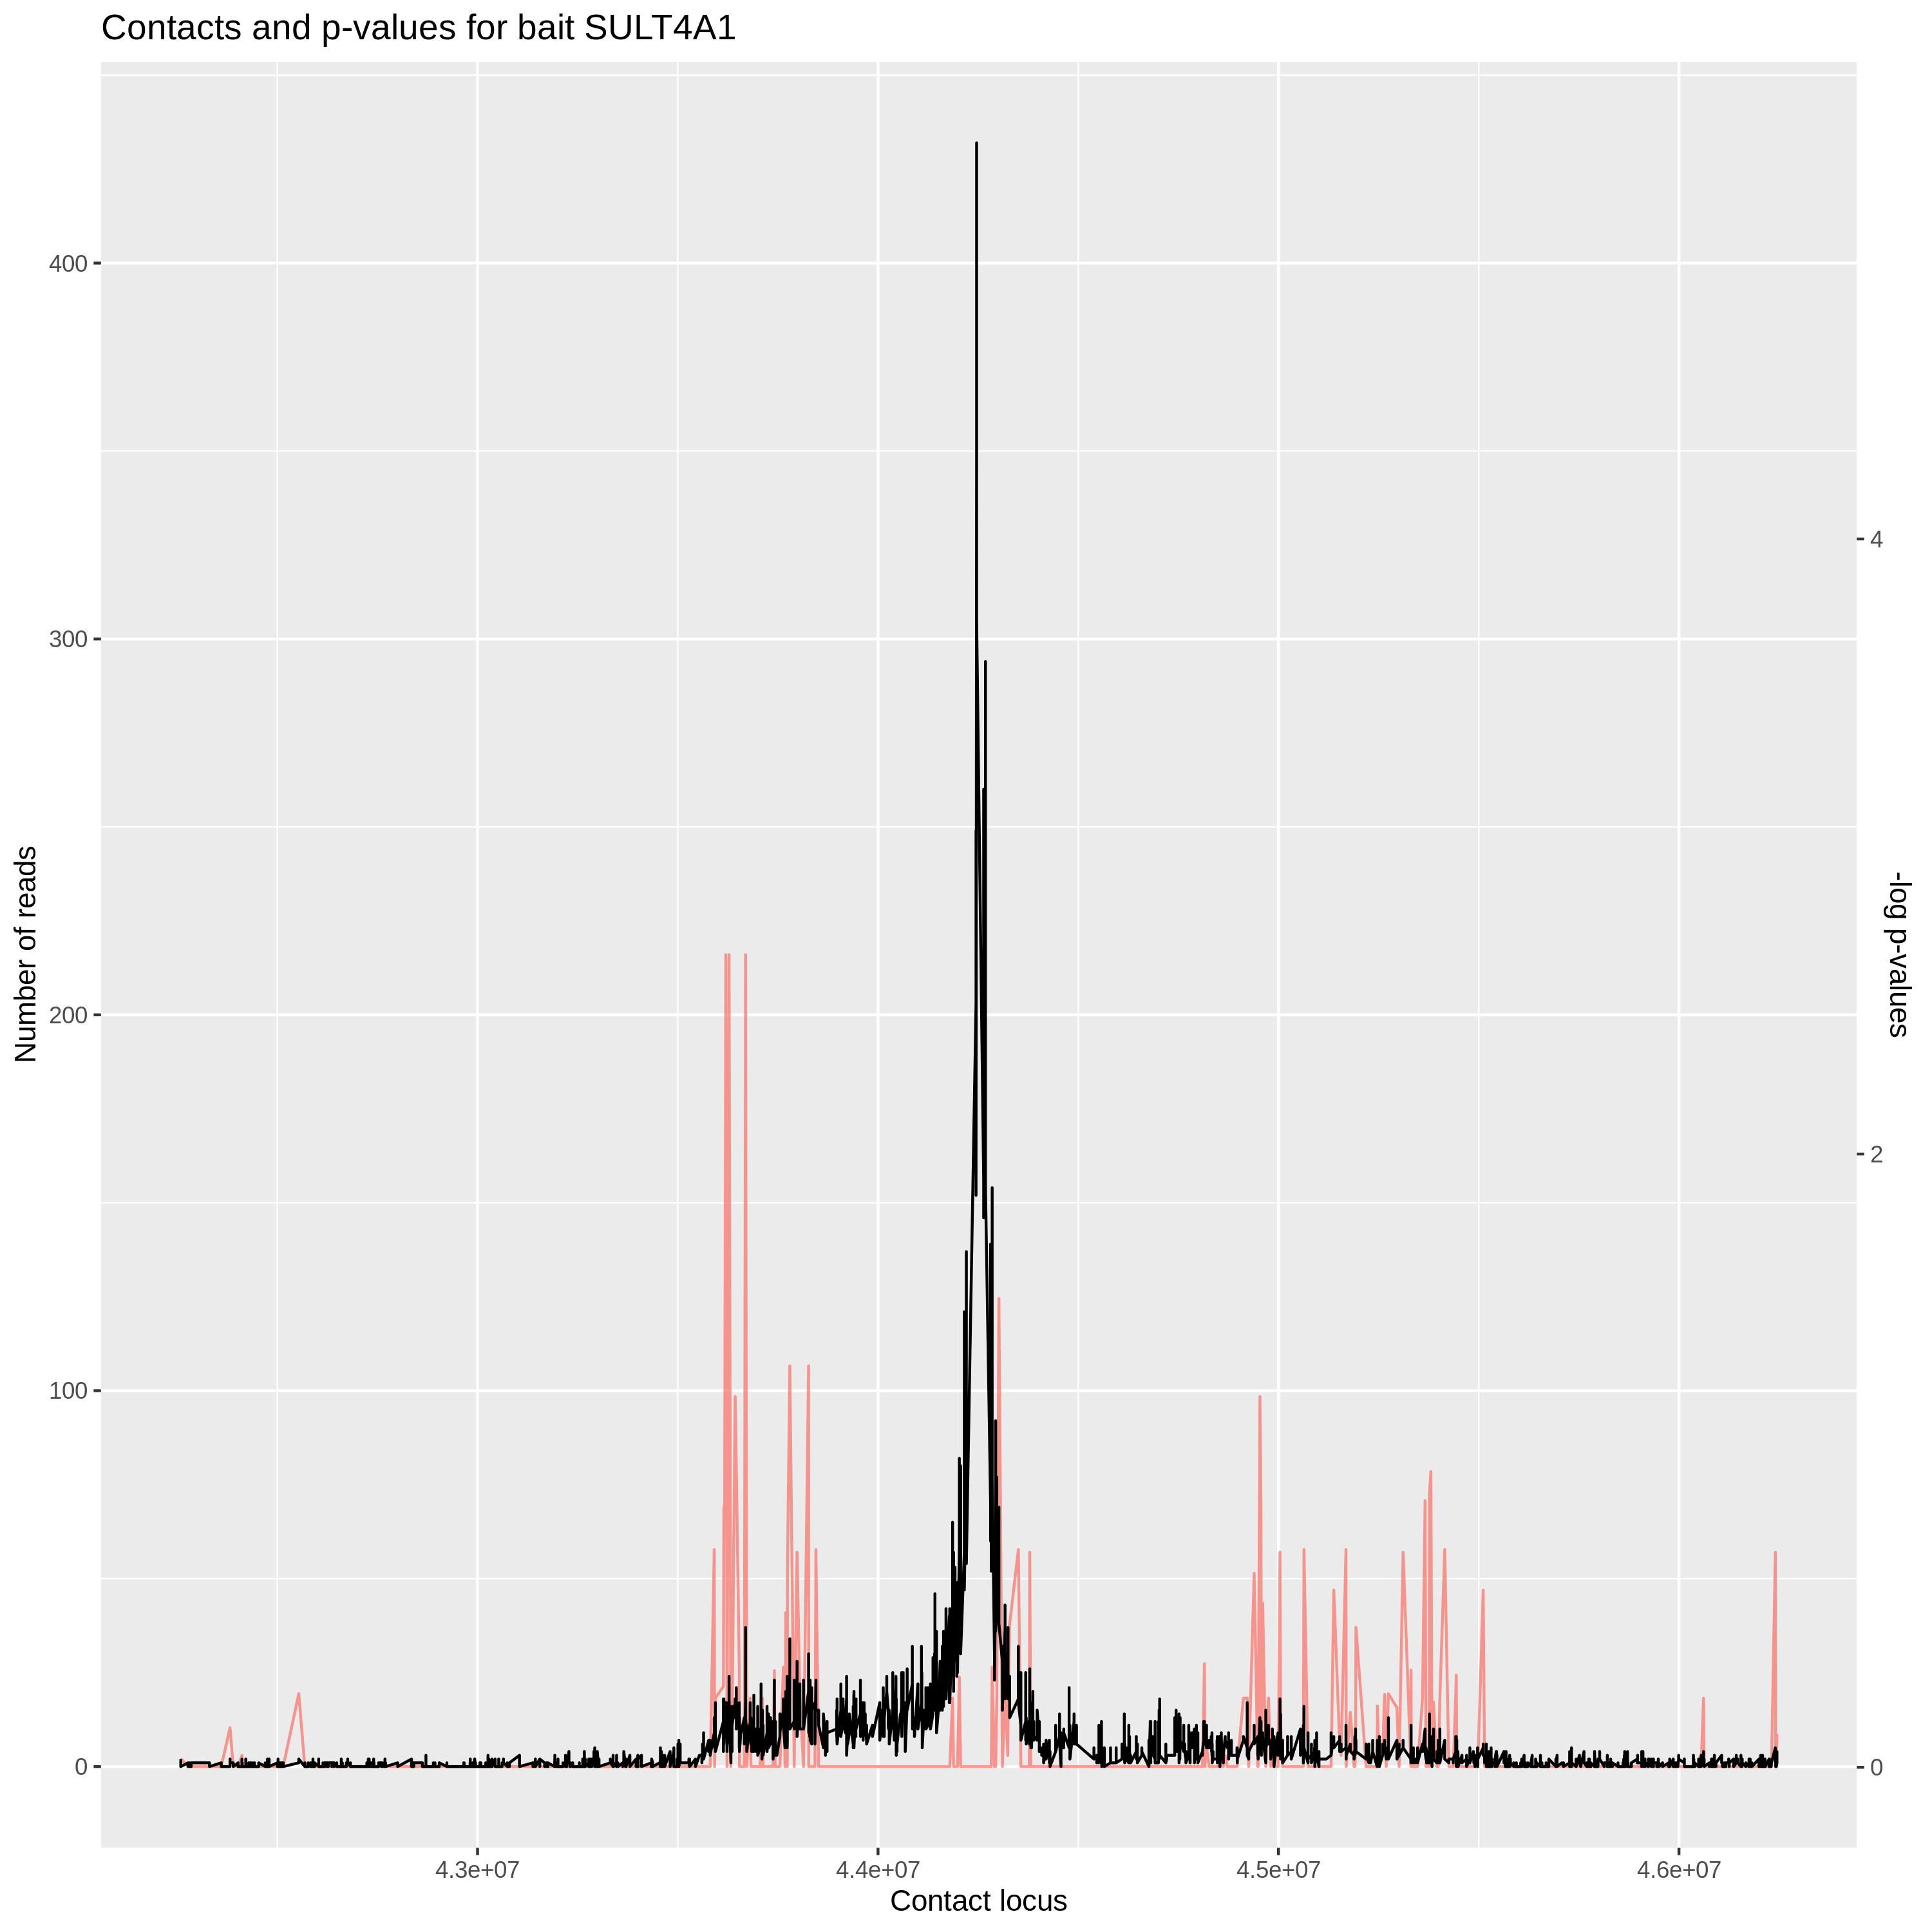 Contacts and p-values for bait SULT4A1
400
300
200
100
0
Number of reads
4
2
0
-log p-values
4.3e+07
4.4e+07
4.5e+07
4.6e+07
Contact locus